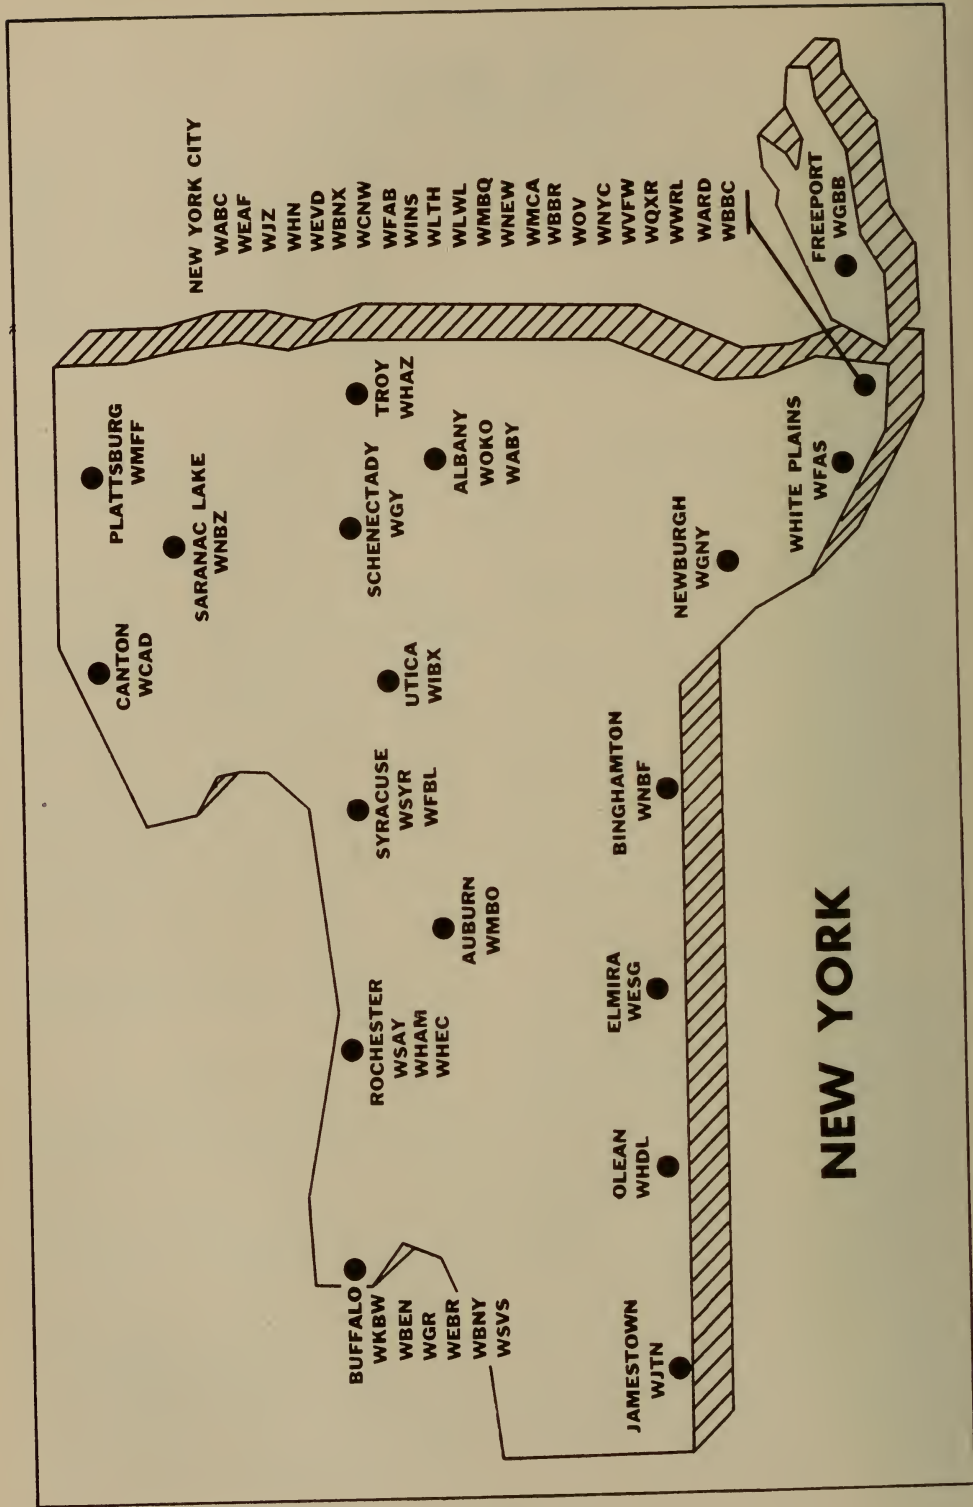 NEW YORK CITY
WABC
WEAF
WJZ
WHN
WEVD
WBNX
WCNW
WFAB
WINS
WLTH
WLWL
WMBQ
WNEW
WMCA
WBBR
WOV
WNYC
WVFW
WQXR
WWRL
WARD
WBBC
PLATTSBURG
WMFF
SARANAC LAKE
WNBZ
CANTON
WCAD
TROY
WHAZ
SCHENECTADY
WGY
ALBANY
WOKO
WABY
UTICA
WIBX
SYRACUSE
WSYR
WFBL
AUBURN
WMBO
ROCHESTER
WSAY
WHAM
WHEC
BUFFALO
WKBW
WBEN
WGR
WEBR
WBNY
WSVS
JAMESTOWN
WJTN
OLEAN
WHDL
ELMIRA
WESG
BINGHAMTON
WNBF
NEWBURGH
WGNY
WHITE PLAINS
WFAS
FREEPORT
WGBB
NEW YORK